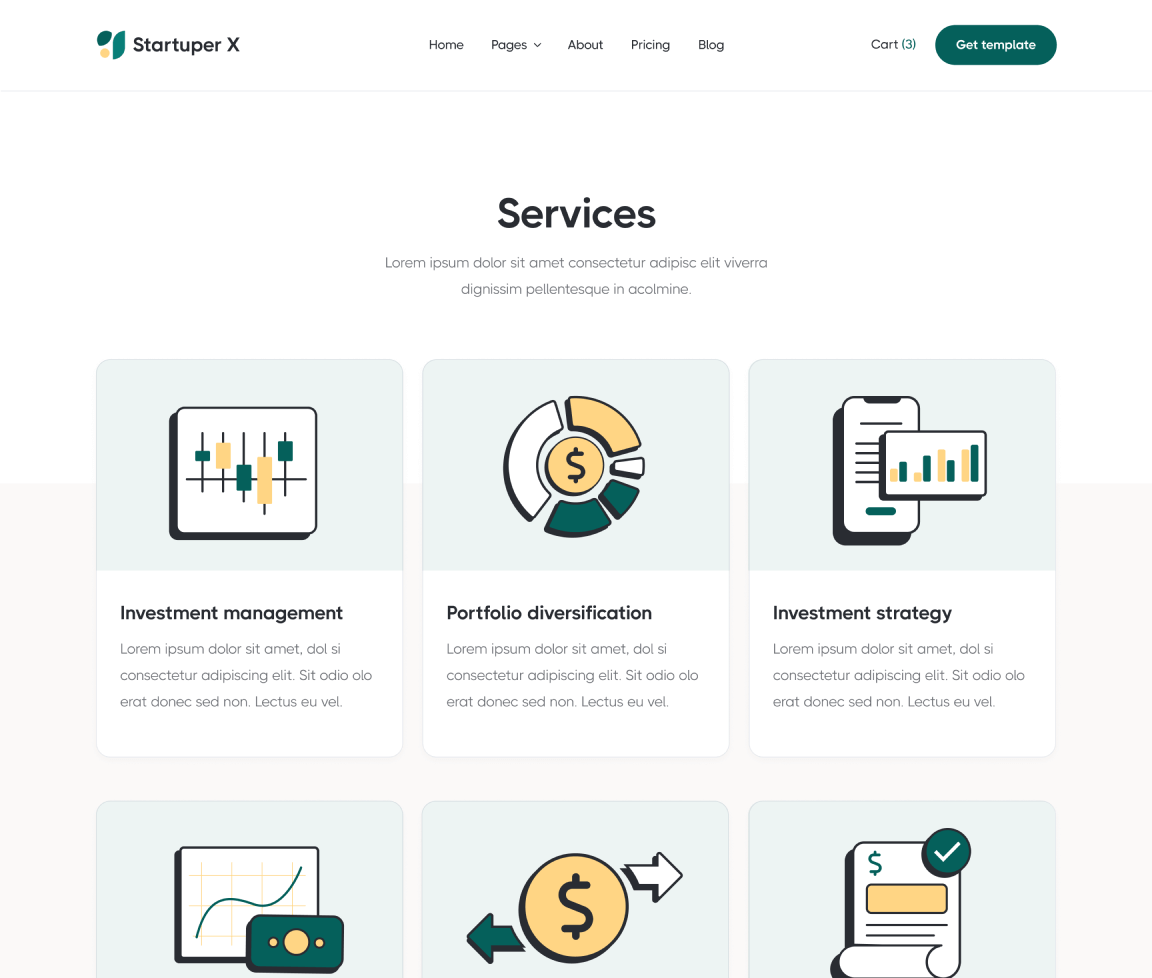 Startuper X
Home Pages About Pricing Blog
Cart (3)
Get template
Services
Lorem ipsum dolor sit amet consectetur adipisc elit viverra
dignissim pellentesque in acolmine.
$
Investment management
Lorem ipsum dolor sit amet, dol si
consectetur adipiscing elit. Sit odio olo
erat donec sed non. Lectus eu vel.
Portfolio diversification
Lorem ipsum dolor sit amet, dol si
consectetur adipiscing elit. Sit odio olo
erat donec sed non. Lectus eu vel.
Investment strategy
Lorem ipsum dolor sit amet, dol si
consectetur adipiscing elit. Sit odio olo
erat donec sed non. Lectus eu vel.
$
$